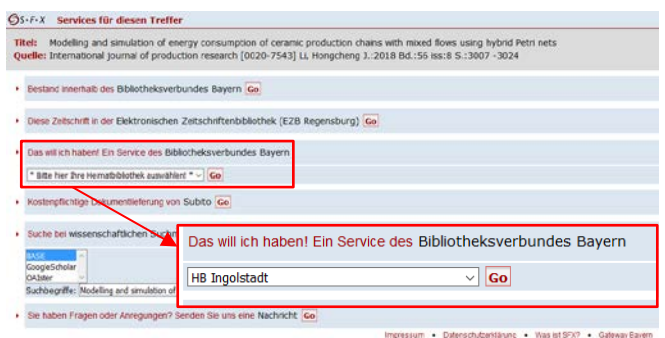 S·F·X Services für diesen Treffer
Titel: Modelling and simulation of energy consumption of ceramic production chains with mixed flows using hybrid Petri nets
Quelle: International journal of production research [0020-7543] Li, Hongcheng J.:2018 Bd.:56 iss:8 S.:3007 -3024
Bestand innerhalb des Bibliotheksverbundes Bayern Go
Diese Zeitschrift in der Elektronischen Zeitschriftenbibliothek (EZB Regensburg) Go
Das will ich haben! Ein Service des Bibliotheksverbundes Bayern
* Bitte hier Ihre Heimatbibliothek auswählen! * Go
Kostenpflichtige Dokumentlieferung von Subito Go
Suche bei wissenschaftlichen
BASE
GoogleScholar
OAIster
Suchbegriffe: Modelling and simulation of
Das will ich haben! Ein Service des Bibliotheksverbundes Bayern
HB Ingolstadt Go
Sie haben Fragen oder Anregungen? Senden Sie uns eine Nachricht Go
Impressum • Datenschutzerklärung • Was ist SFX? • Gateway Bayern